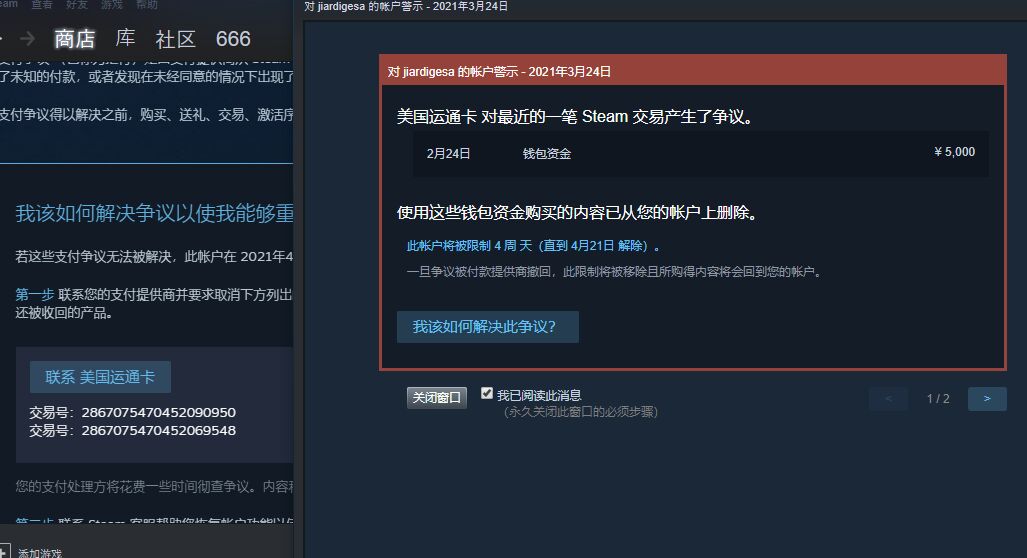 eam 查看 好友 游戏 帮助
商店 库 社区 666
了未知的付款，或者发现在未经同意的情况下出现了
支付争议得以解决之前，购买、送礼、交易、激活序
我该如何解决争议以使我能够重
若这些支付争议无法被解决，此帐户在 2021年4
第一步 联系您的支付提供商并要求取消下方列出
还被收回的产品。
联系 美国运通卡
交易号：2867075470452090950
交易号：2867075470452069548
您的支付处理方将花费一些时间彻查争议。内容
第二步 联系 Steam 客服帮助您恢复帐户功能以
添加游戏
对 jiardigesa 的帐户警示 - 2021年3月24日
对 jiardigesa 的帐户警示 - 2021年3月24日
美国运通卡 对最近的一笔 Steam 交易产生了争议。
2月24日 钱包资金 ¥ 5,000
使用这些钱包资金购买的内容已从您的帐户上删除。
此帐户将被限制 4 周 天（直到 4月21日 解除）。
一旦争议被付款提供商撤回，此限制将被移除且所购得内容将会回到您的帐户。
我该如何解决此争议？
关闭窗口 我已阅读此消息
（永久关闭此窗口的必须步骤）
< 1 / 2 >